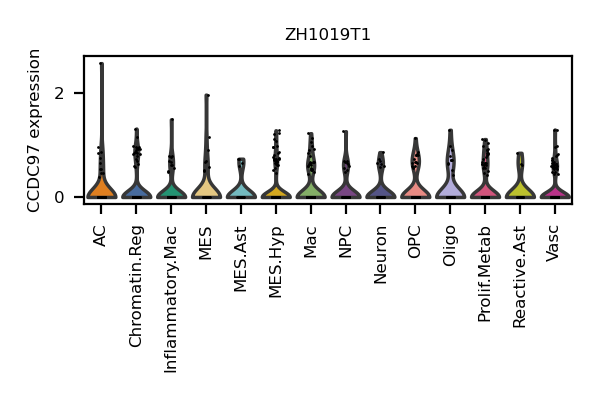 ZH1019T1
CCDC97 expression
2
0
AC
Chromatin.Reg
Inflammatory.Mac
MES
MES.Ast
MES.Hyp
Mac
NPC
Neuron
OPC
Oligo
Prolif.Metab
Reactive.Ast
Vasc